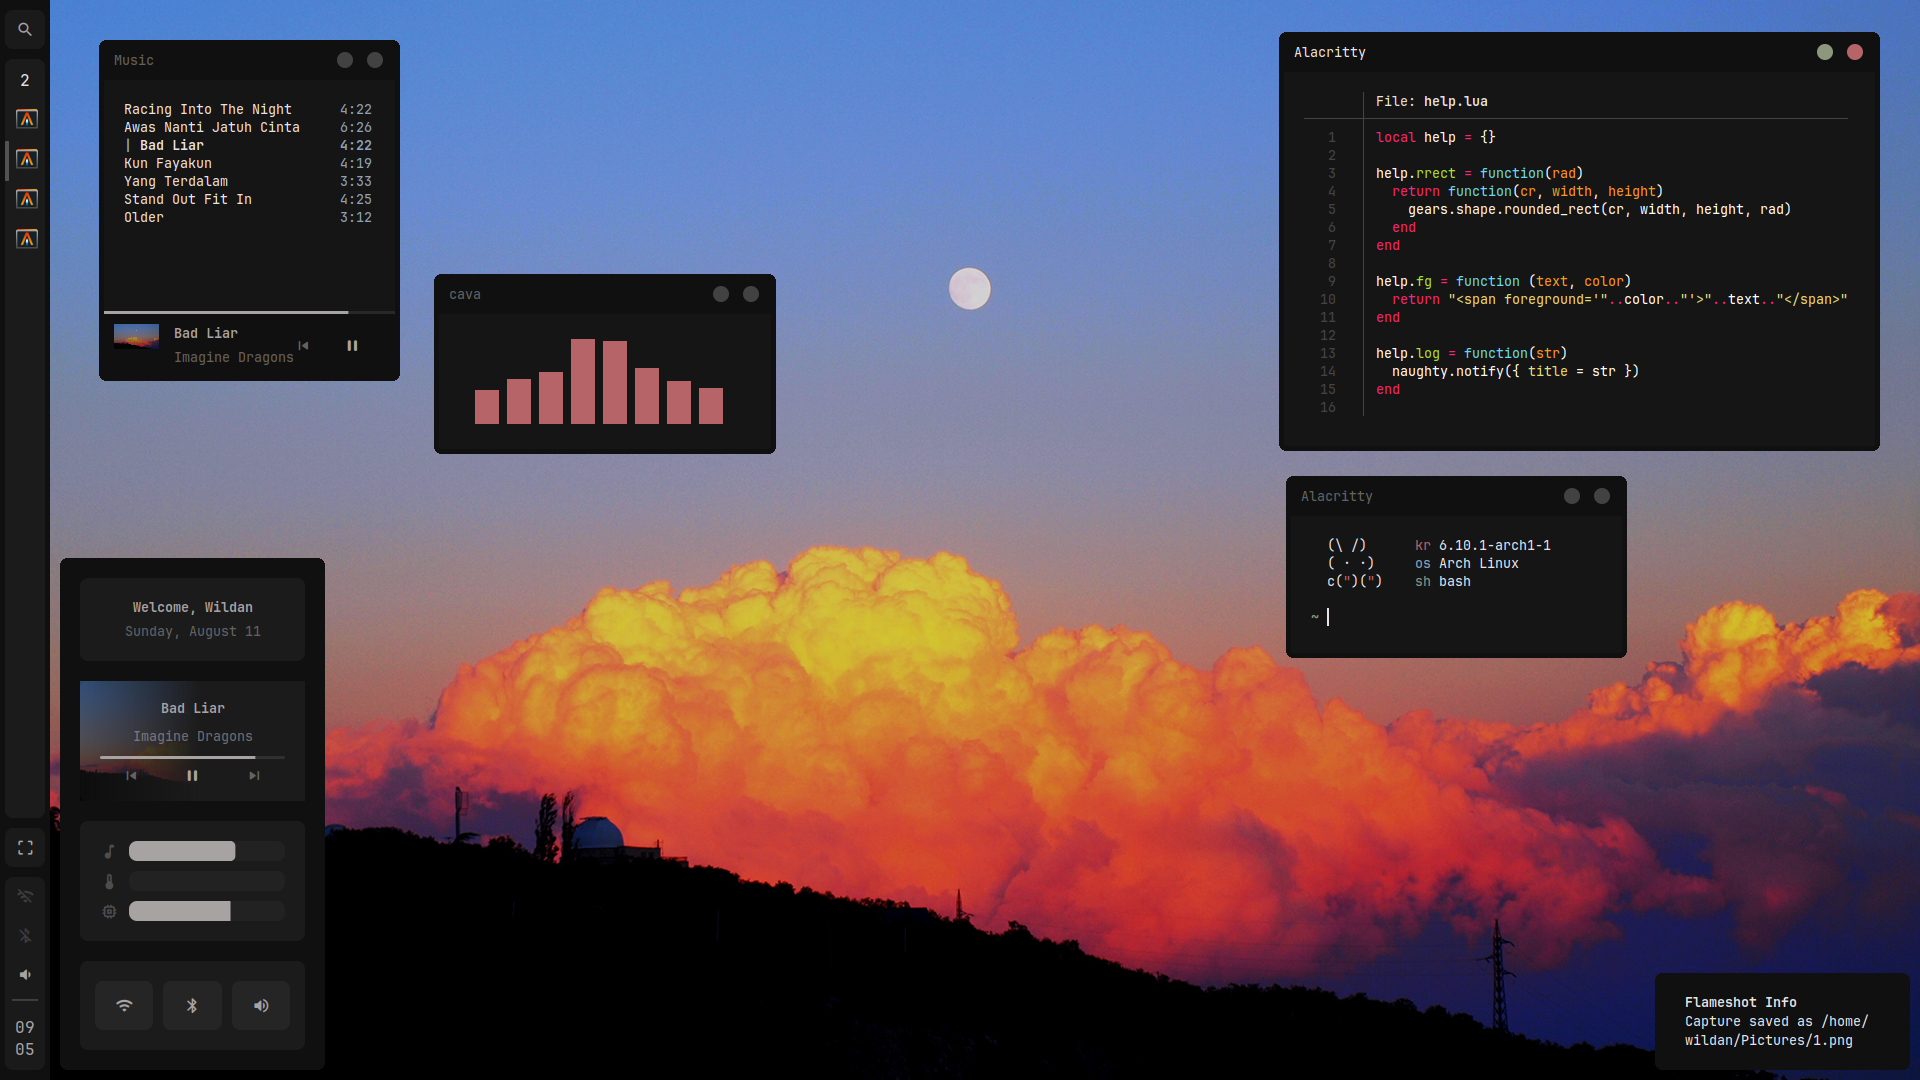 2
09
05
Music
Racing Into The Night 4:22
Awas Nanti Jatuh Cinta 6:26
| Bad Liar 4:22
Kun Fayakun 4:19
Yang Terdalam 3:33
Stand Out Fit In 4:25
Older 3:12
Bad Liar
Imagine Dragons
cava
Alacritty
File: help.lua
1 local help = {}
2
3 help.rrect = function(rad)
4   return function(cr, width, height)
5     gears.shape.rounded_rect(cr, width, height, rad)
6   end
7 end
8
9 help.fg = function (text, color)
10   return "<span foreground='"..color.."'>"..text.."</span>"
11 end
12
13 help.log = function(str)
14   naughty.notify({ title = str })
15 end
16
Alacritty
(\ /) kr 6.10.1-arch1-1
( · ·) os Arch Linux
c(")(") sh bash
~
Welcome, Wildan
Sunday, August 11
Bad Liar
Imagine Dragons
Flameshot Info
Capture saved as /home/
wildan/Pictures/1.png